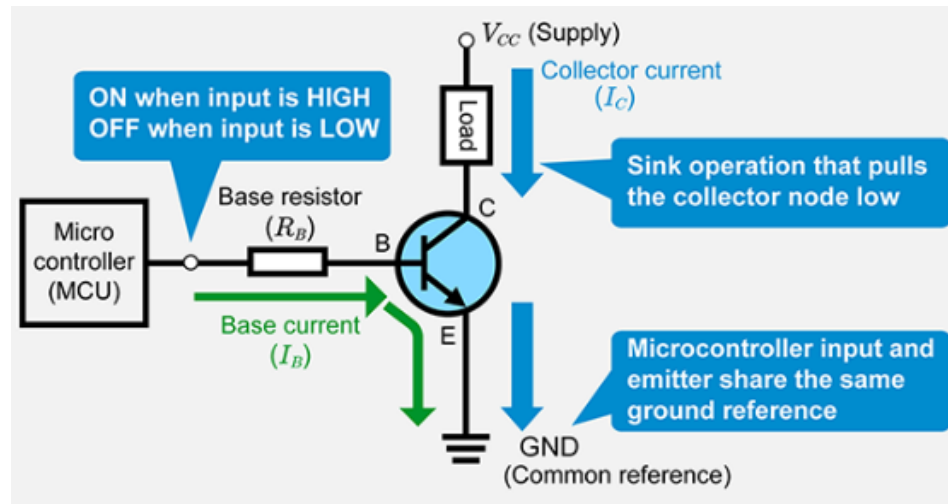 V_CC (Supply)
Collector current
(I_C)
ON when input is HIGH
OFF when input is LOW
Load
Sink operation that pulls
the collector node low
Base resistor
(R_B)
C
B
Micro
controller
(MCU)
E
Base current
(I_B)
Microcontroller input and
emitter share the same
ground reference
GND
(Common reference)